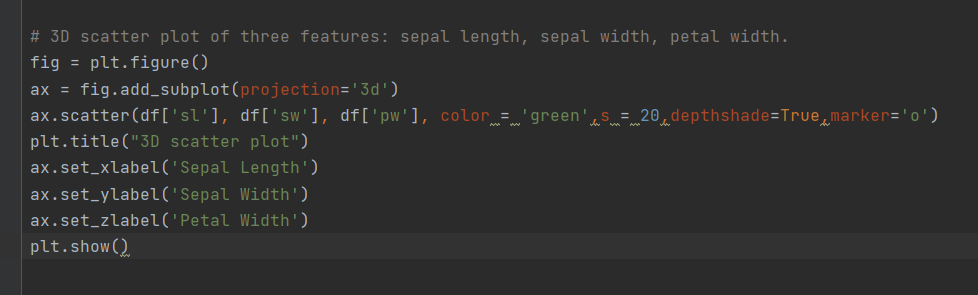 # 3D scatter plot of three features: sepal length, sepal width, petal width.
fig = plt.figure()
ax = fig.add_subplot(projection='3d')
ax.scatter(df['sl'], df['sw'], df['pw'], color = 'green',s = 20,depthshade=True,marker='o')
plt.title("3D scatter plot")
ax.set_xlabel('Sepal Length')
ax.set_ylabel('Sepal Width')
ax.set_zlabel('Petal Width')
plt.show()